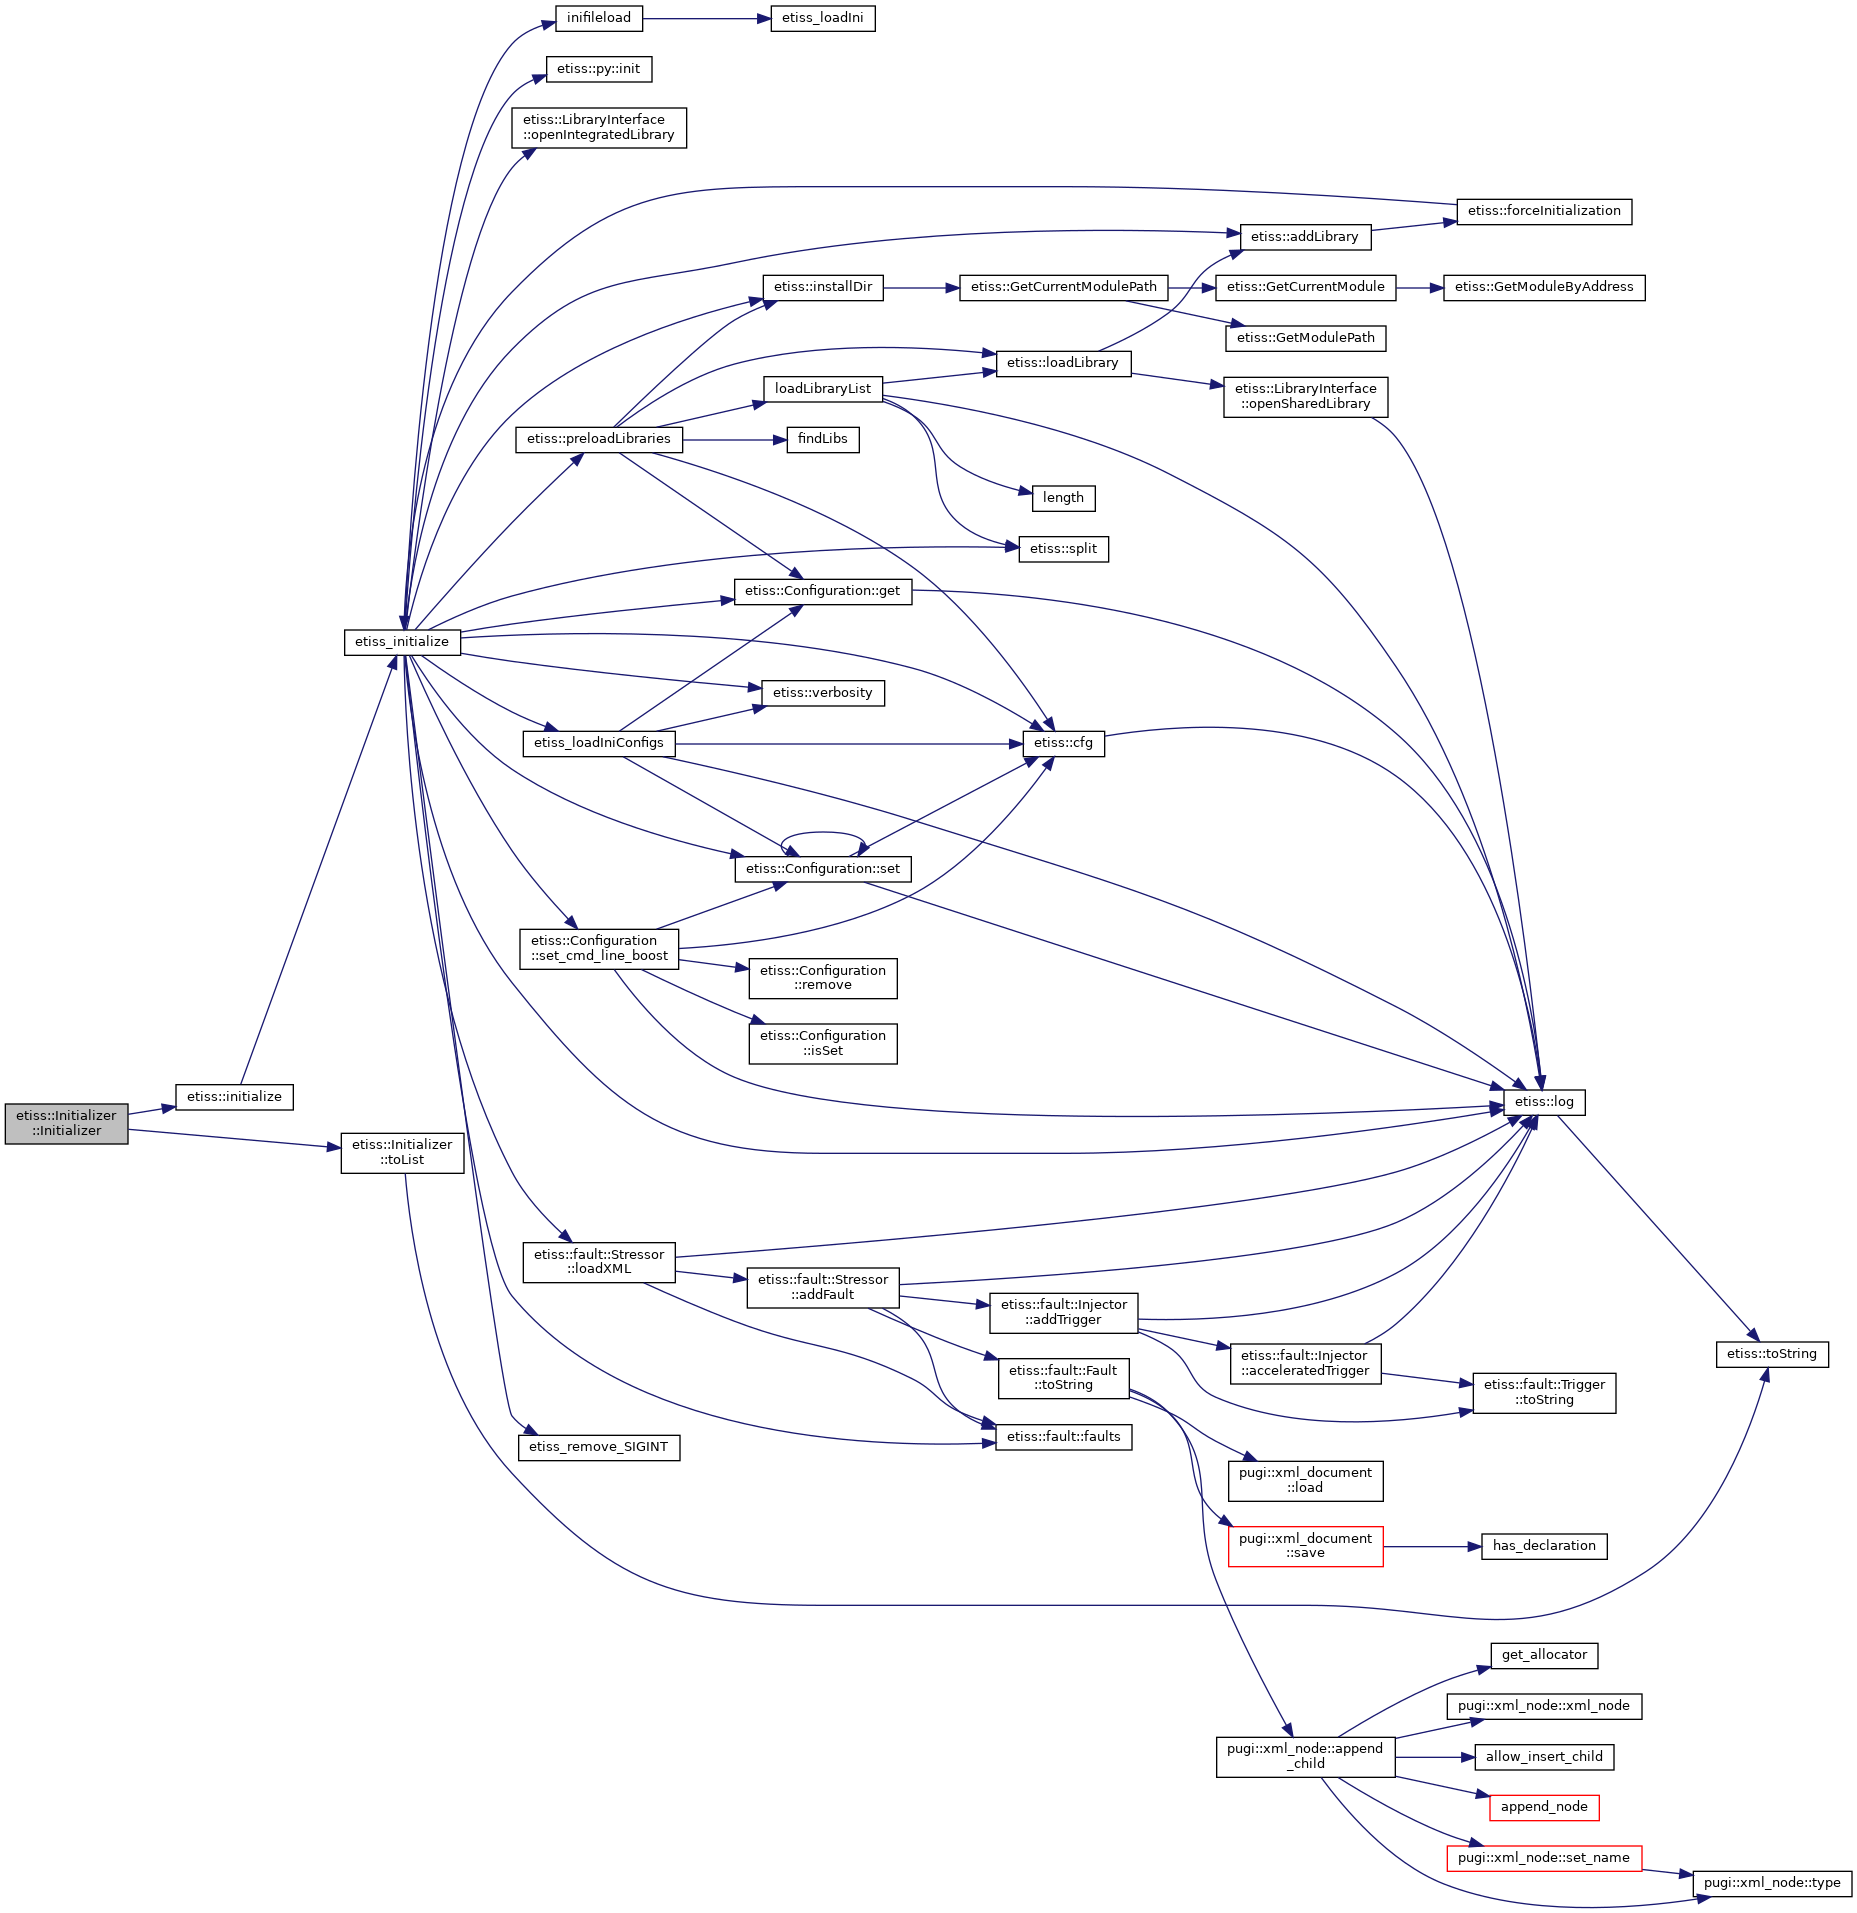 inifileload
etiss_loadIni
etiss::py::init
etiss::LibraryInterface
::openIntegratedLibrary
etiss::forceInitialization
etiss::addLibrary
etiss::installDir
etiss::GetCurrentModulePath
etiss::GetCurrentModule
etiss::GetModuleByAddress
etiss::GetModulePath
etiss::loadLibrary
loadLibraryList
etiss::LibraryInterface
::openSharedLibrary
etiss::preloadLibraries
findLibs
length
etiss::split
etiss::Configuration::get
etiss_initialize
etiss::verbosity
etiss_loadIniConfigs
etiss::cfg
etiss::Configuration::set
etiss::Configuration
::set_cmd_line_boost
etiss::Configuration
::remove
etiss::Configuration
::isSet
etiss::initialize
etiss::log
etiss::Initializer
::Initializer
etiss::Initializer
::toList
etiss::fault::Stressor
::loadXML
etiss::fault::Stressor
::addFault
etiss::fault::Injector
::addTrigger
etiss::toString
etiss::fault::Injector
::acceleratedTrigger
etiss::fault::Fault
::toString
etiss::fault::Trigger
::toString
etiss::fault::faults
etiss_remove_SIGINT
pugi::xml_document
::load
pugi::xml_document
::save
has_declaration
get_allocator
pugi::xml_node::xml_node
pugi::xml_node::append
_child
allow_insert_child
append_node
pugi::xml_node::set_name
pugi::xml_node::type